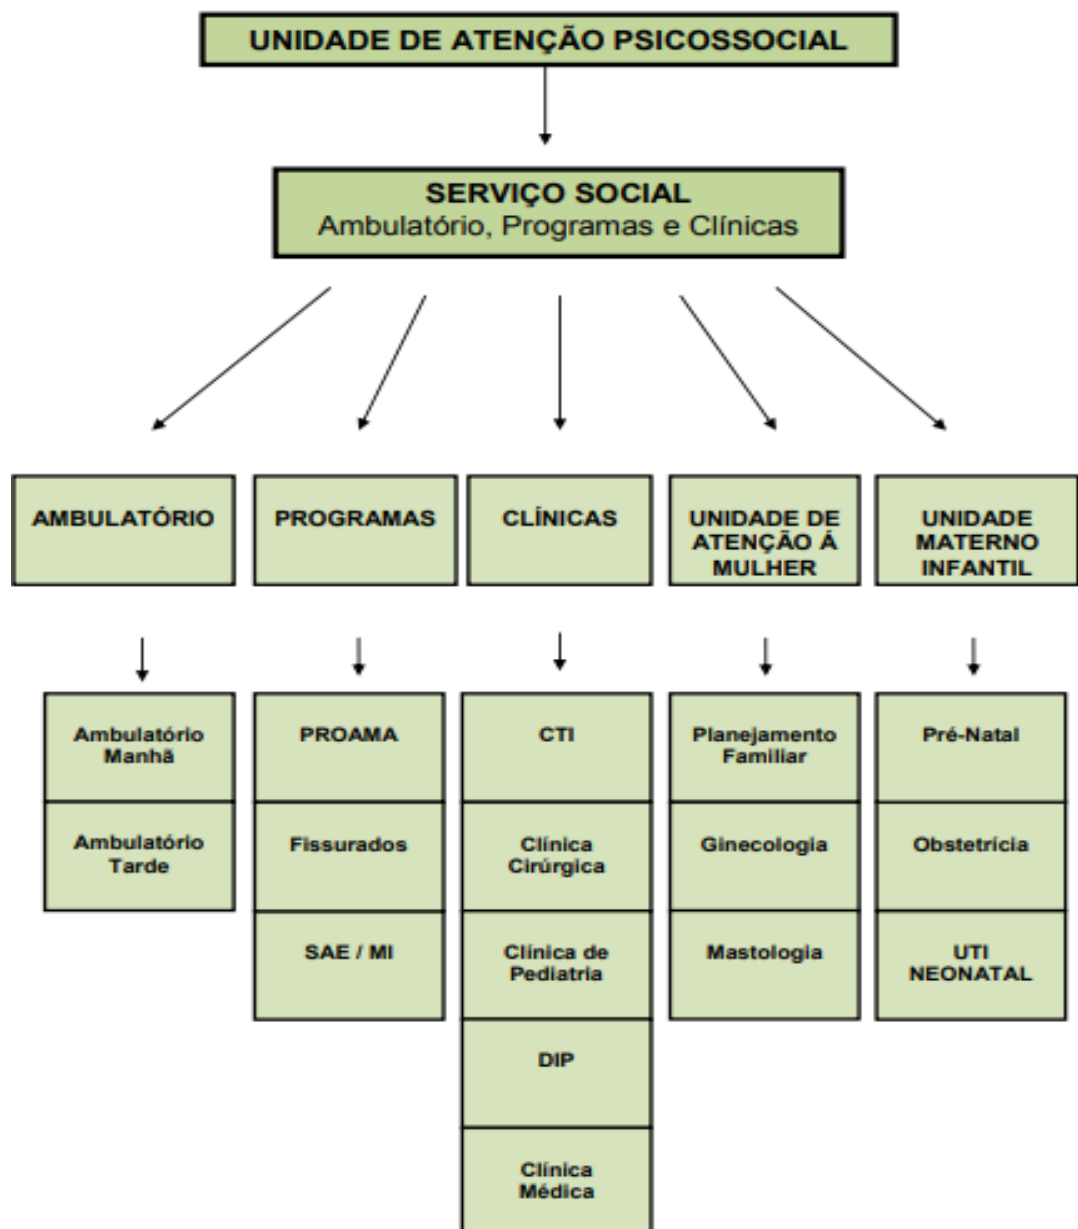 UNIDADE DE ATENÇÃO PSICOSSOCIAL
SERVIÇO SOCIAL
Ambulatório, Programas e Clínicas
AMBULATÓRIO
PROGRAMAS
CLÍNICAS
UNIDADE DE
ATENÇÃO Á
MULHER
UNIDADE
MATERNO
INFANTIL
Ambulatório
Manhã
Ambulatório
Tarde
PROAMA
Fissurados
SAE / MI
CTI
Clínica
Cirúrgica
Clínica de
Pediatria
DIP
Clínica
Médica
Planejamento
Familiar
Ginecologia
Mastologia
Pré-Natal
Obstetrícia
UTI
NEONATAL